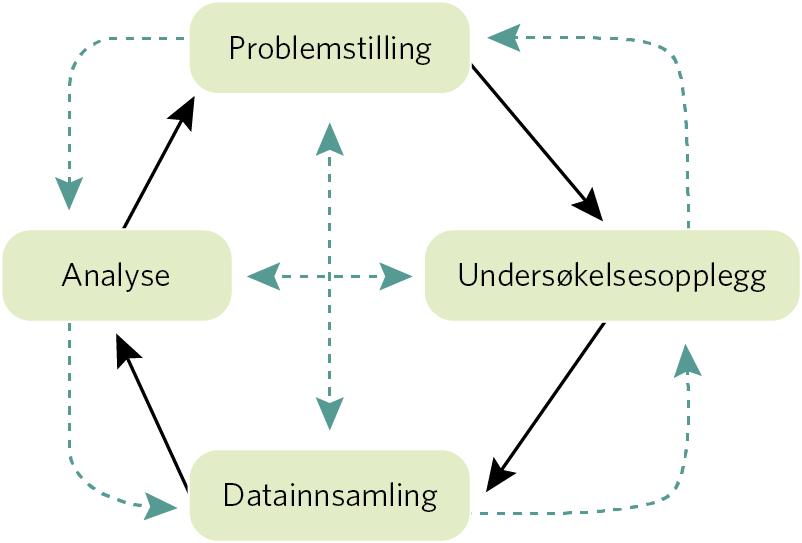 Problemstilling
Analyse
Undersøkelsesopplegg
Datainnsamling